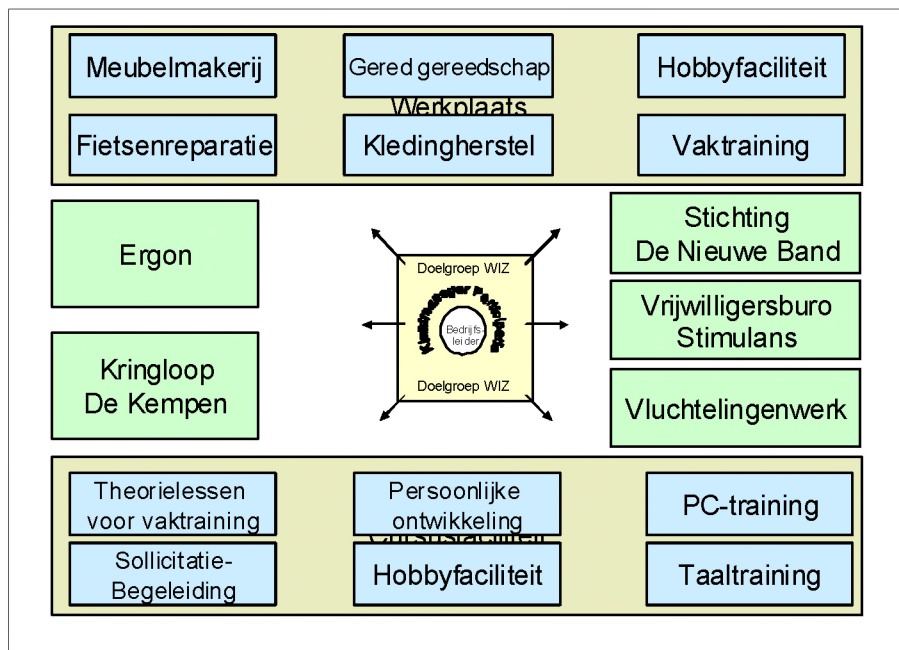 Meubelmakerij
Gered gereedschap
Hobbyfaciliteit
Werkplaats
Fietsenreparatie
Kledingherstel
Vaktraining
Ergon
Kringloop
De Kempen
Doelgroep WIZ
Bedrijfs-
leider
Doelgroep WIZ
Stichting
De Nieuwe Band
Vrijwilligersburo
Stimulans
Vluchtelingenwerk
Theorielessen
voor vaktraining
Persoonlijke
ontwikkeling
PC-training
Sollicitatie-
Begeleiding
Hobbyfaciliteit
Taaltraining